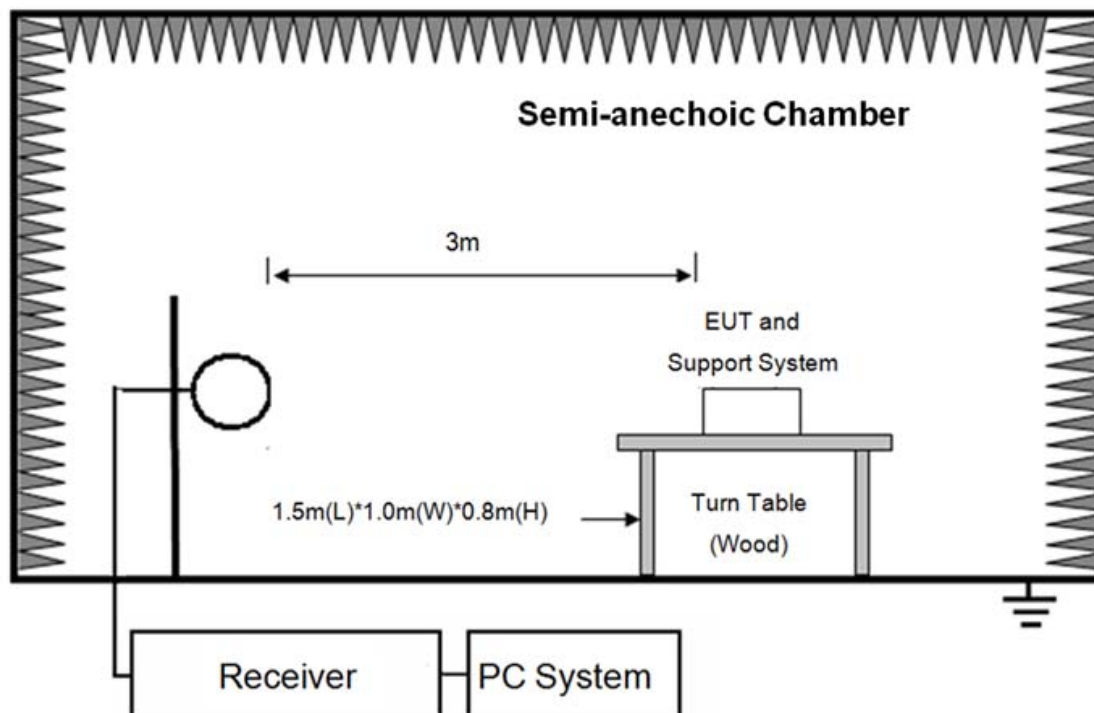 Semi-anechoic Chamber
3m
EUT and
Support System
1.5m(L)*1.0m(W)*0.8m(H)
Turn Table
(Wood)
Receiver
PC System